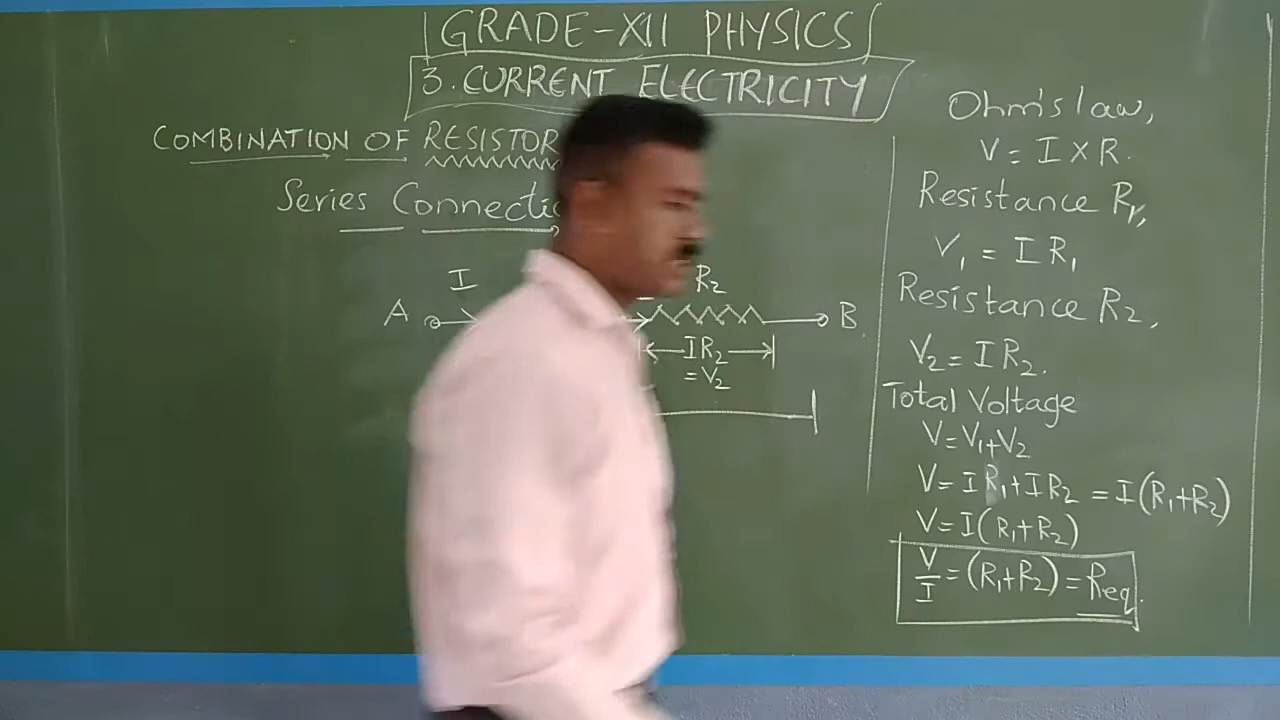 GRADE-XII PHYSICS
3. CURRENT ELECTRICITY
COMBINATION OF RESISTOR
Series Connectio
I
R2
A
B
IR2
=V2
Ohm's law,
V = I X R.
Resistance R1,
V1 = I R1
Resistance R2,
V2 = I R2.
Total Voltage
V=V1+V2
V= I R1+I R2 = I(R1+R2)
V=I(R1+R2)
V/I=(R1+R2)=Req.